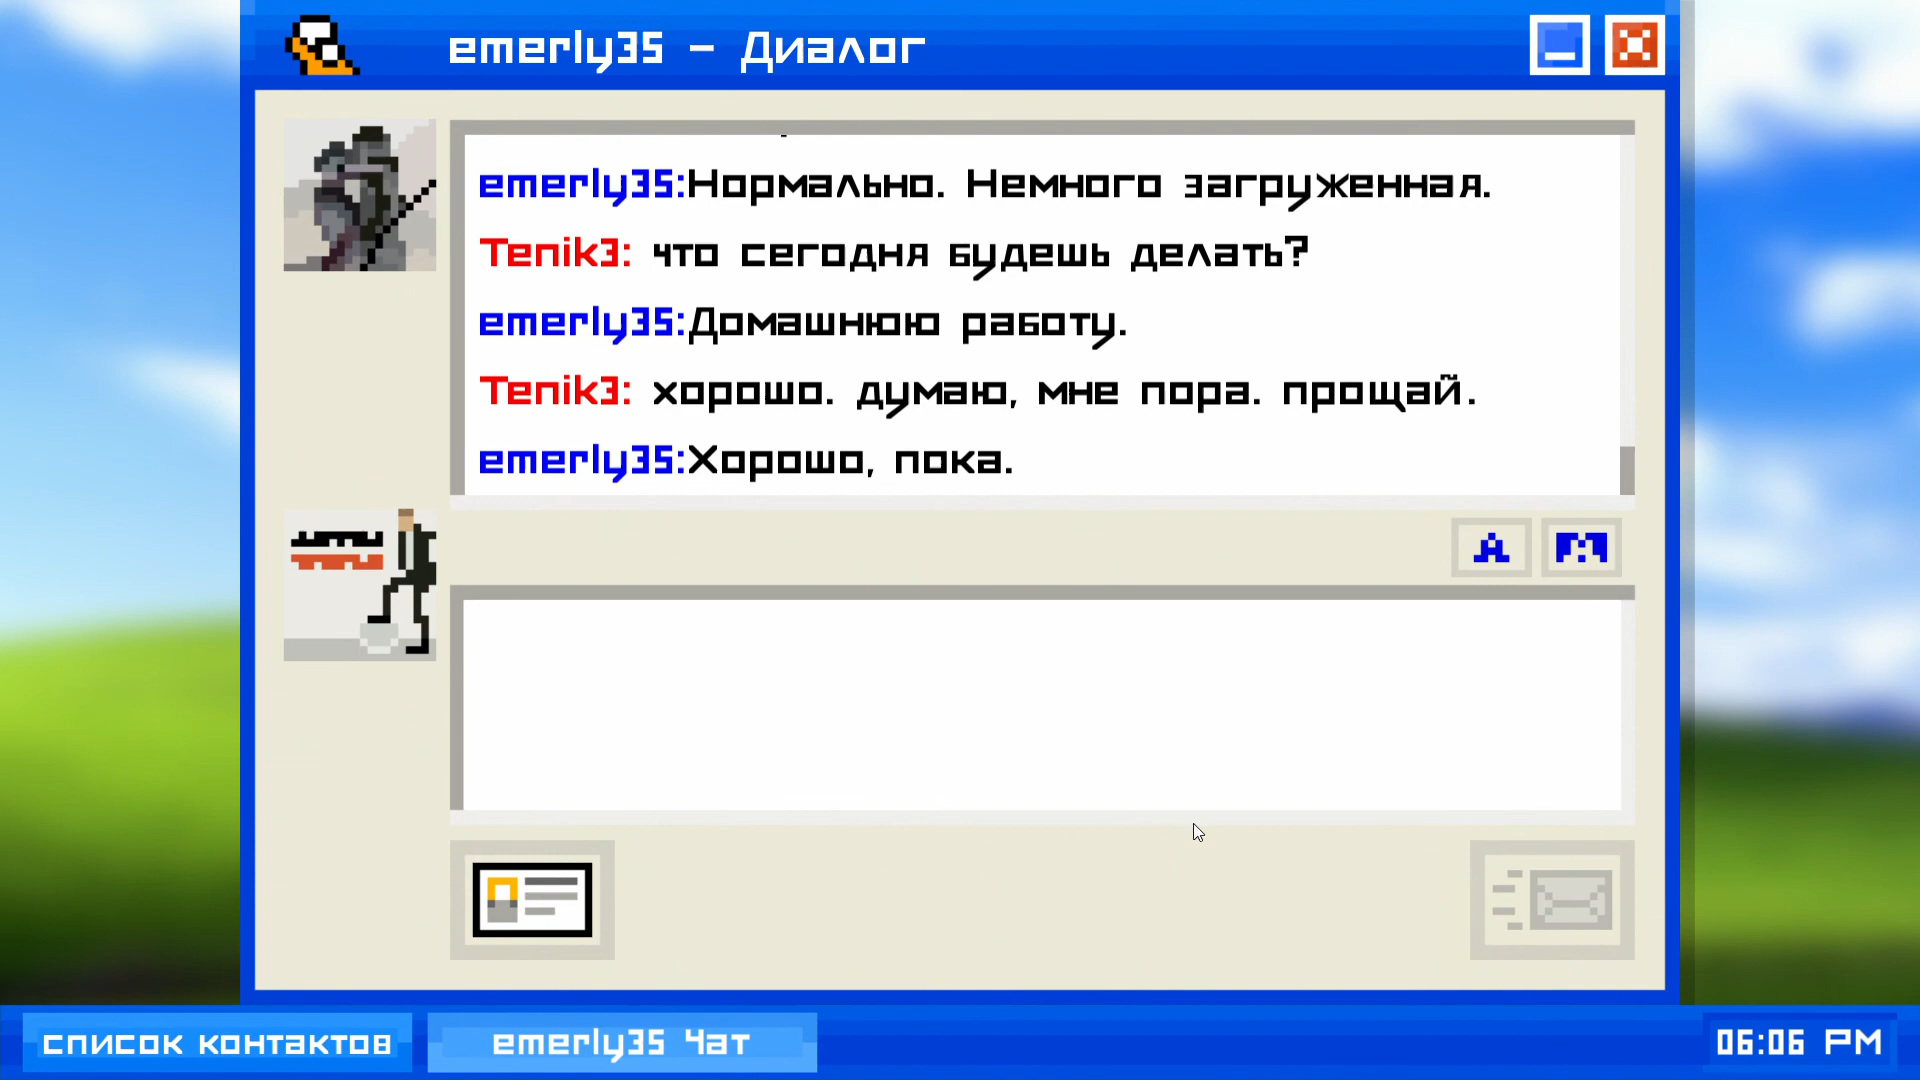 emerly35 - Диалог
emerly35:Нормально. Немного загруженная.
Tenik3: что сегодня будешь делать?
emerly35:Домашнюю работу.
Tenik3: хорошо. думаю, мне пора. прощай.
emerly35:Хорошо, пока.
A M
список контактов
emerly35 Чат
06:06 PM